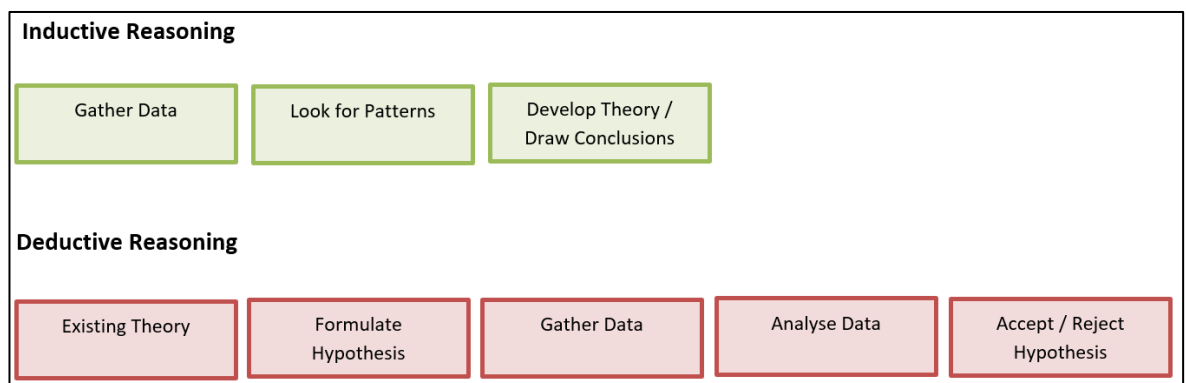 Inductive Reasoning
Gather Data
Look for Patterns
Develop Theory /
Draw Conclusions
Deductive Reasoning
Existing Theory
Formulate
Hypothesis
Gather Data
Analyse Data
Accept / Reject
Hypothesis